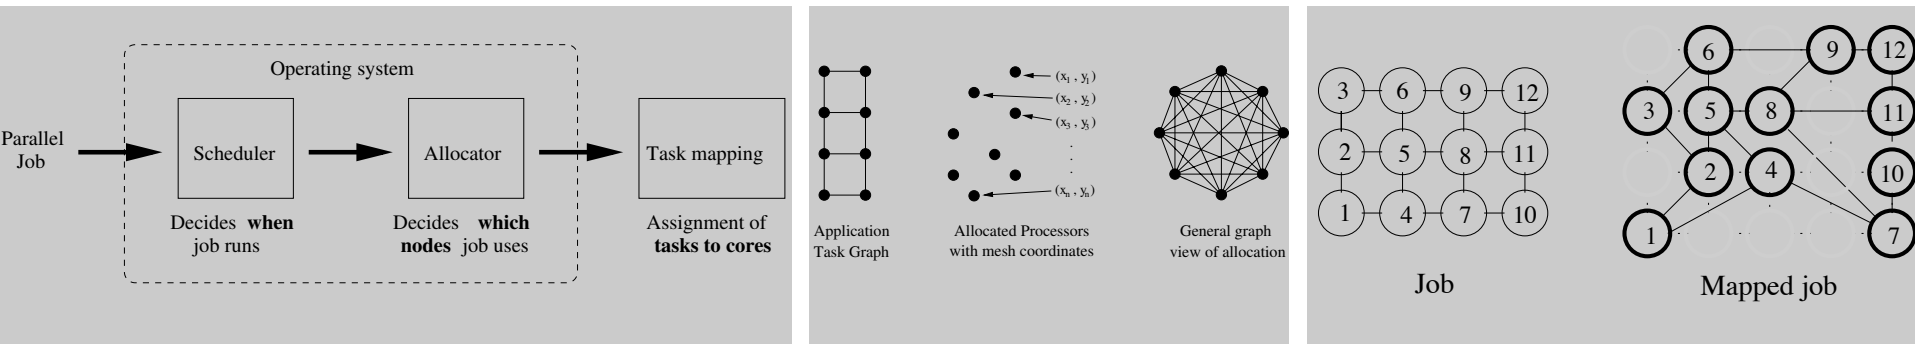 Operating system
Parallel
Job
Scheduler
Allocator
Task mapping
Decides when
job runs
Decides which
nodes job uses
Assignment of
tasks to cores
(x1 , y1)
(x2 , y2)
(x3 , y3)
.
.
.
(xn , yn)
Application
Task Graph
Allocated Processors
with mesh coordinates
General graph
view of allocation
3 6 9 12
2 5 8 11
1 4 7 10
Job
6 9 12
3 5 8 11
2 4 10
1 7
Mapped job